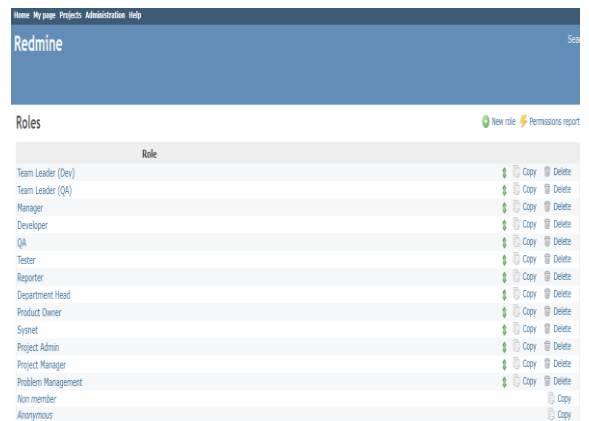 Home My page Projects Administration Help
Redmine
Sea
Roles
New role Permissions report
Role
Team Leader (Dev) Copy Delete
Team Leader (QA) Copy Delete
Manager Copy Delete
Developer Copy Delete
QA Copy Delete
Tester Copy Delete
Reporter Copy Delete
Department Head Copy Delete
Product Owner Copy Delete
Sysnet Copy Delete
Project Admin Copy Delete
Project Manager Copy Delete
Problem Management Copy Delete
Non member Copy
Anonymous Copy